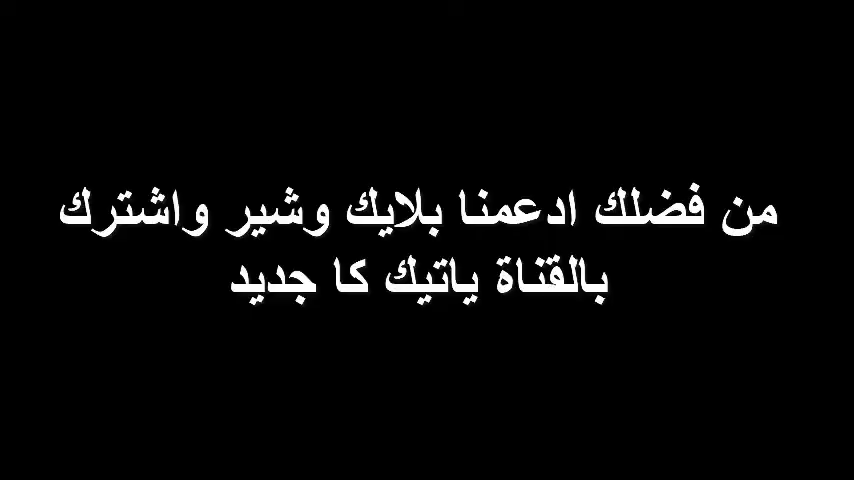 من فضلك ادعمنا بلايك وشير واشترك
بالقناة ياتيك كا جديد